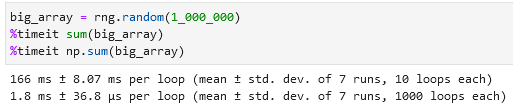 big_array = rng.random(1_000_000)
%timeit sum(big_array)
%timeit np.sum(big_array)
166 ms ± 8.07 ms per loop (mean ± std. dev. of 7 runs, 10 loops each)
1.8 ms ± 36.8 µs per loop (mean ± std. dev. of 7 runs, 1000 loops each)